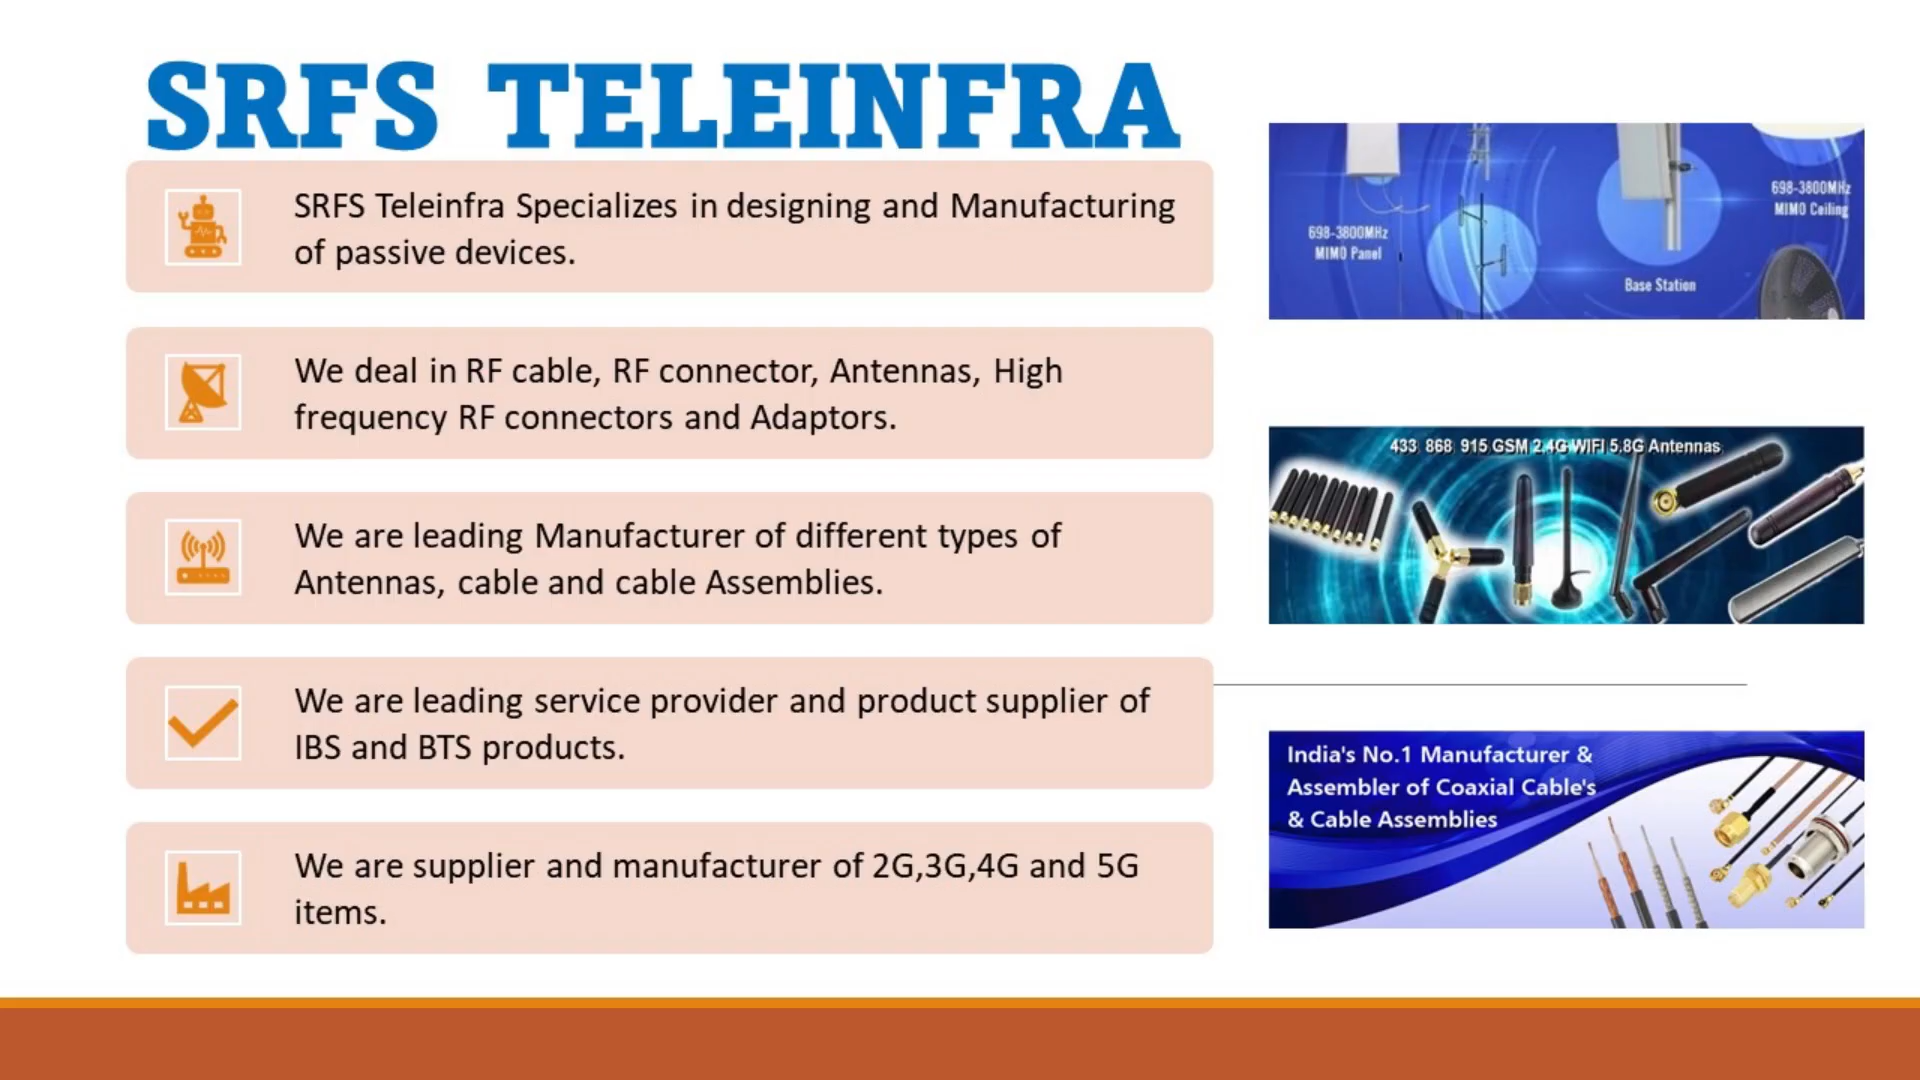 SRFS TELEINFRA
SRFS Teleinfra Specializes in designing and Manufacturing
of passive devices.
We deal in RF cable, RF connector, Antennas, High
frequency RF connectors and Adaptors.
We are leading Manufacturer of different types of
Antennas, cable and cable Assemblies.
We are leading service provider and product supplier of
IBS and BTS products.
We are supplier and manufacturer of 2G,3G,4G and 5G
items.
698-3800MHz
MIMO Panel
Base Station
698-3800MHz
MIMO Ceiling
433 868 915 GSM 2.4G WIFI 5.8G Antennas
India's No.1 Manufacturer &
Assembler of Coaxial Cable's
& Cable Assemblies